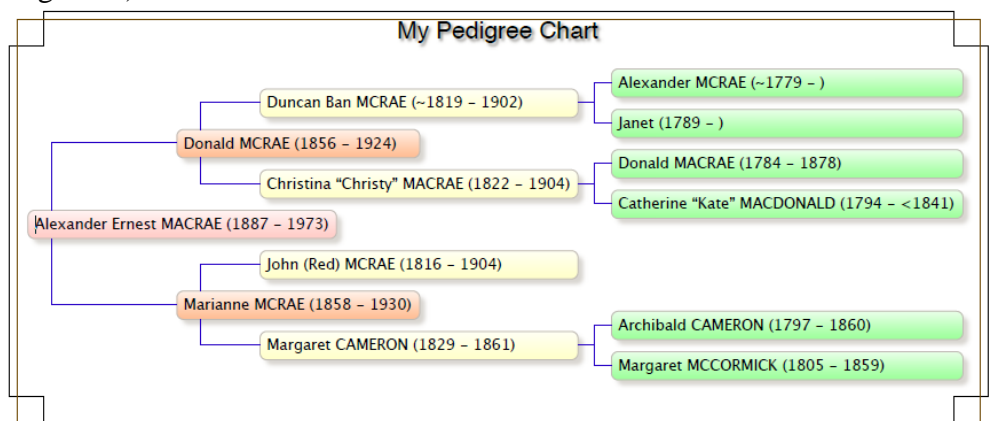 My Pedigree Chart
Alexander MCRAE (~1779 – )
Duncan Ban MCRAE (~1819 – 1902)
Janet (1789 – )
Donald MCRAE (1856 – 1924)
Donald MACRAE (1784 – 1878)
Christina “Christy” MACRAE (1822 – 1904)
Catherine “Kate” MACDONALD (1794 – <1841)
Alexander Ernest MACRAE (1887 – 1973)
John (Red) MCRAE (1816 – 1904)
Marianne MCRAE (1858 – 1930)
Archibald CAMERON (1797 – 1860)
Margaret CAMERON (1829 – 1861)
Margaret MCCORMICK (1805 – 1859)